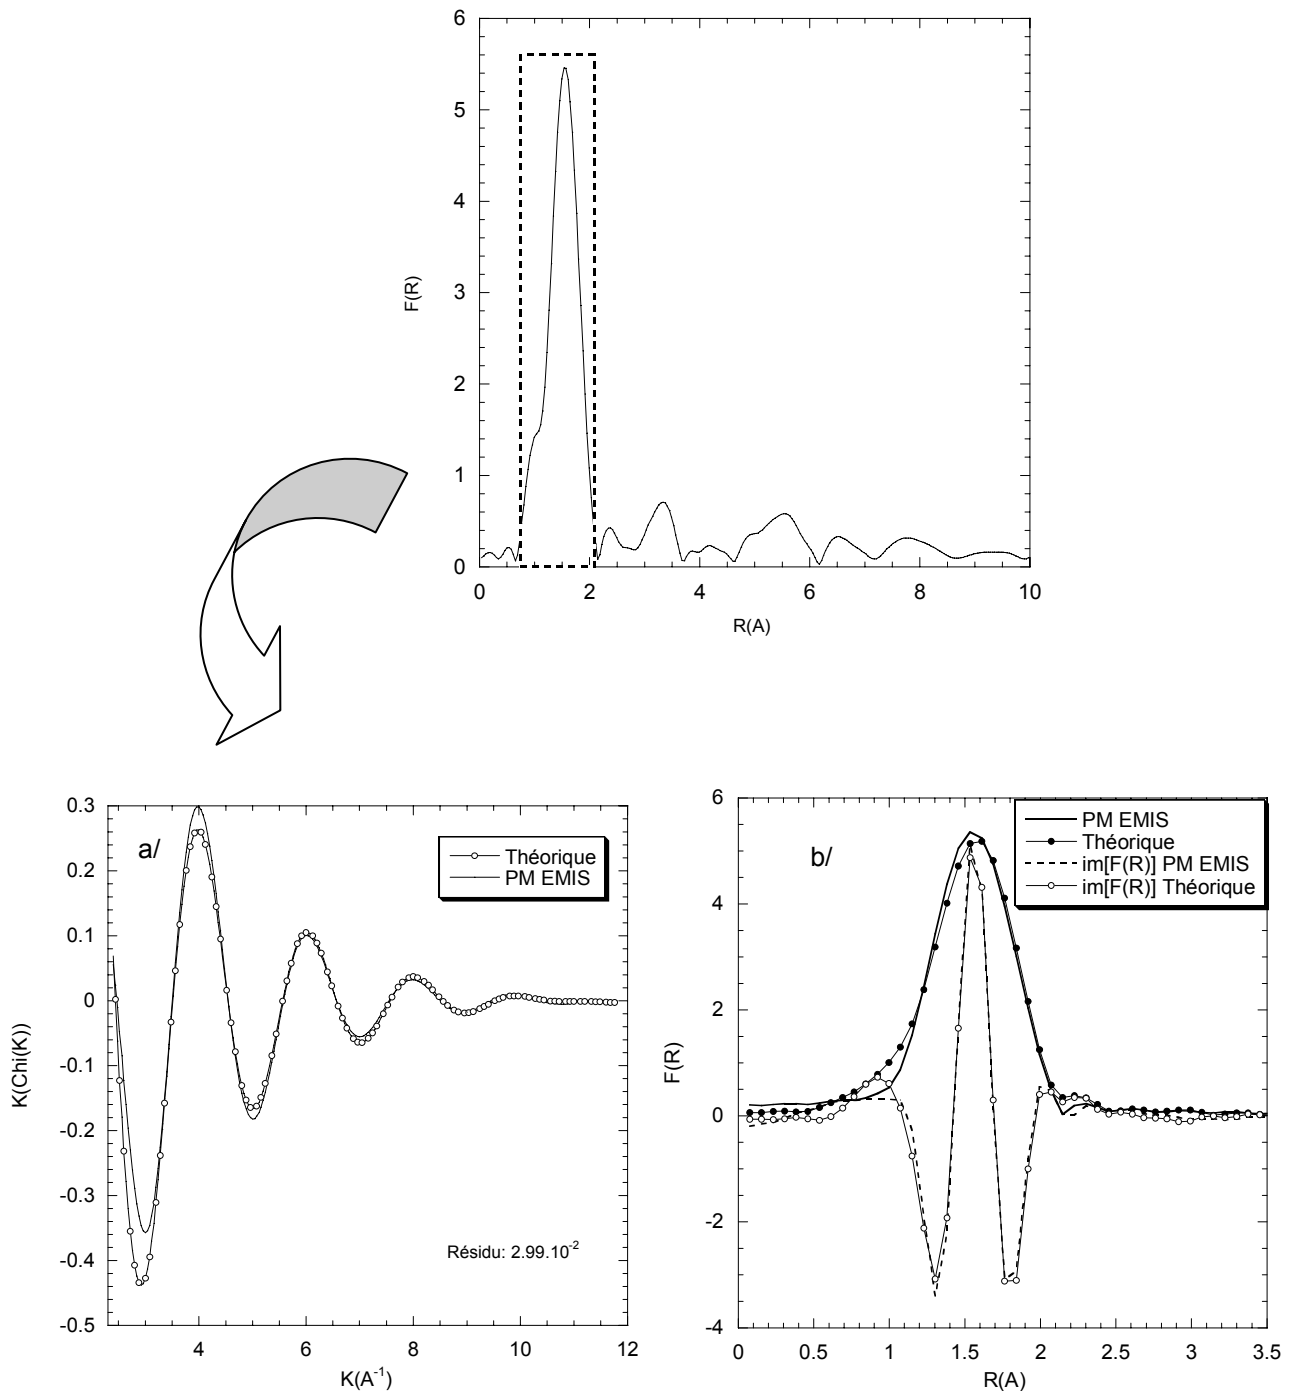 6
5
4
3
2
1
0
F(R)
0 2 4 6 8 10
R(A)
0.3
0.2
0.1
0
-0.1
-0.2
-0.3
-0.4
-0.5
K(Chi(K))
a/
Théorique
PM EMIS
Résidu: 2.99.10⁻²
4 6 8 10 12
K(A⁻¹)
6
4
2
0
-2
-4
F(R)
b/
PM EMIS
Théorique
im[F(R)] PM EMIS
im[F(R)] Théorique
0 0.5 1 1.5 2 2.5 3 3.5
R(A)